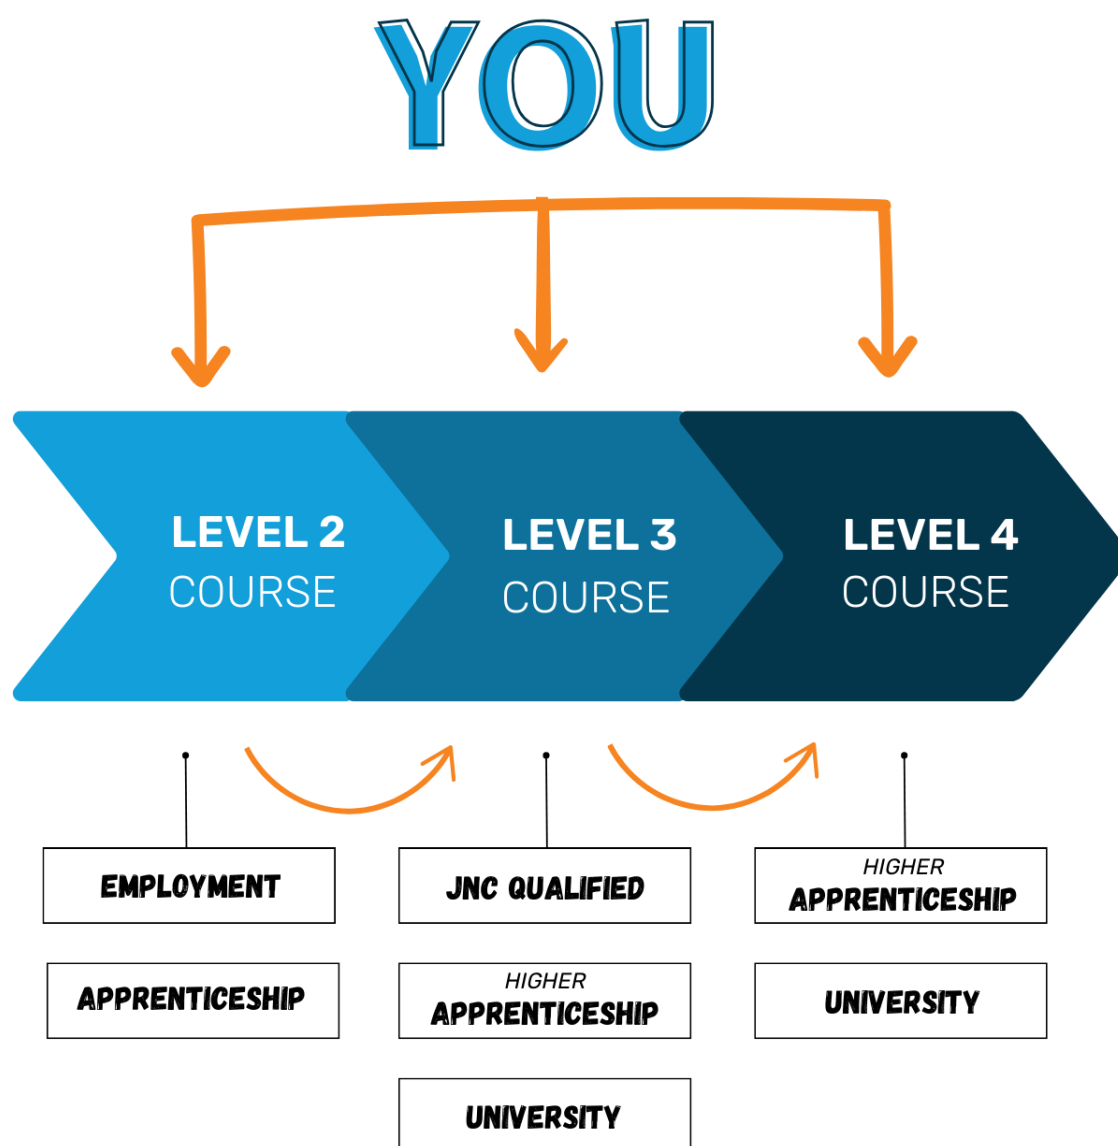 YOU
LEVEL 2
COURSE
LEVEL 3
COURSE
LEVEL 4
COURSE
EMPLOYMENT
APPRENTICESHIP
JNC QUALIFIED
HIGHER
APPRENTICESHIP
UNIVERSITY
HIGHER
APPRENTICESHIP
UNIVERSITY